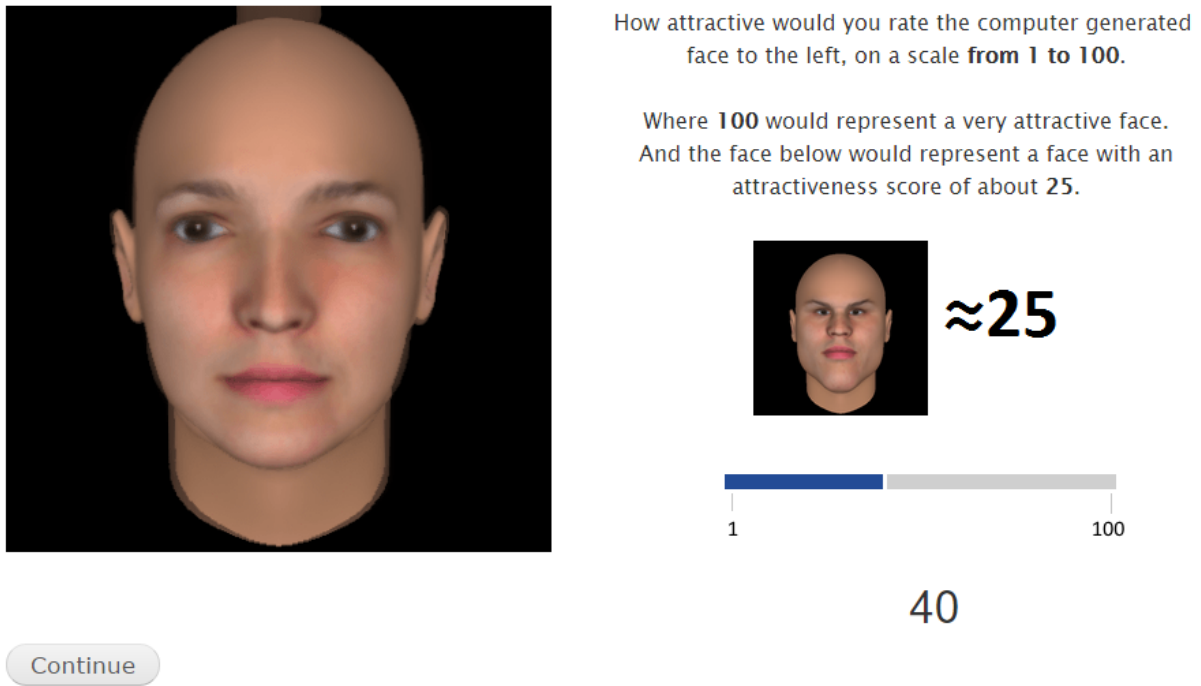 How attractive would you rate the computer generated
face to the left, on a scale from 1 to 100.
Where 100 would represent a very attractive face.
And the face below would represent a face with an
attractiveness score of about 25.
≈25
1 100
40
Continue